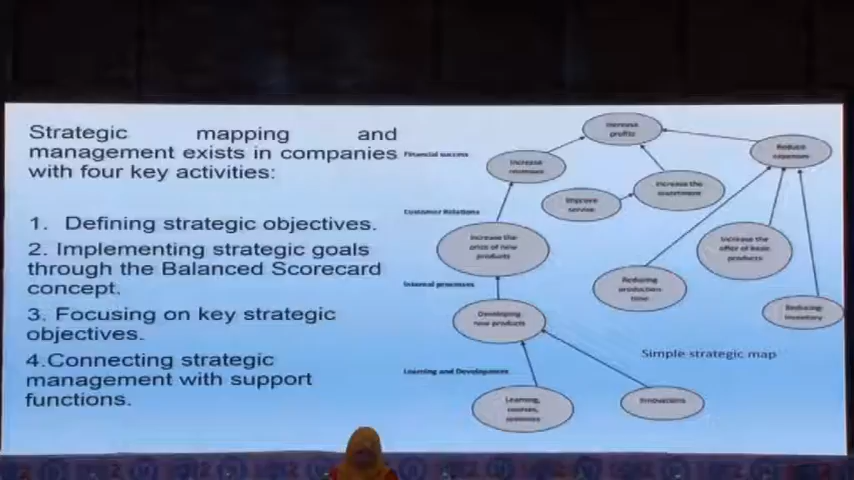 Strategic mapping and
management exists in companies
with four key activities:
1. Defining strategic objectives.
2. Implementing strategic goals
through the Balanced Scorecard
concept.
3. Focusing on key strategic
objectives.
4.Connecting strategic
management with support
functions.
Increase
profits
Financial success
Increase
revenues
Reduce
expenses
Improve
service
Increase the
Customer Relations
Increase the
price of new
products
Increase the
offer of basic
products
Internal processes
Reducing
production
time
Reducing
inventory
Developing
new products
Simple strategic map
Learning and Development
Learning,
courses,
Innovations